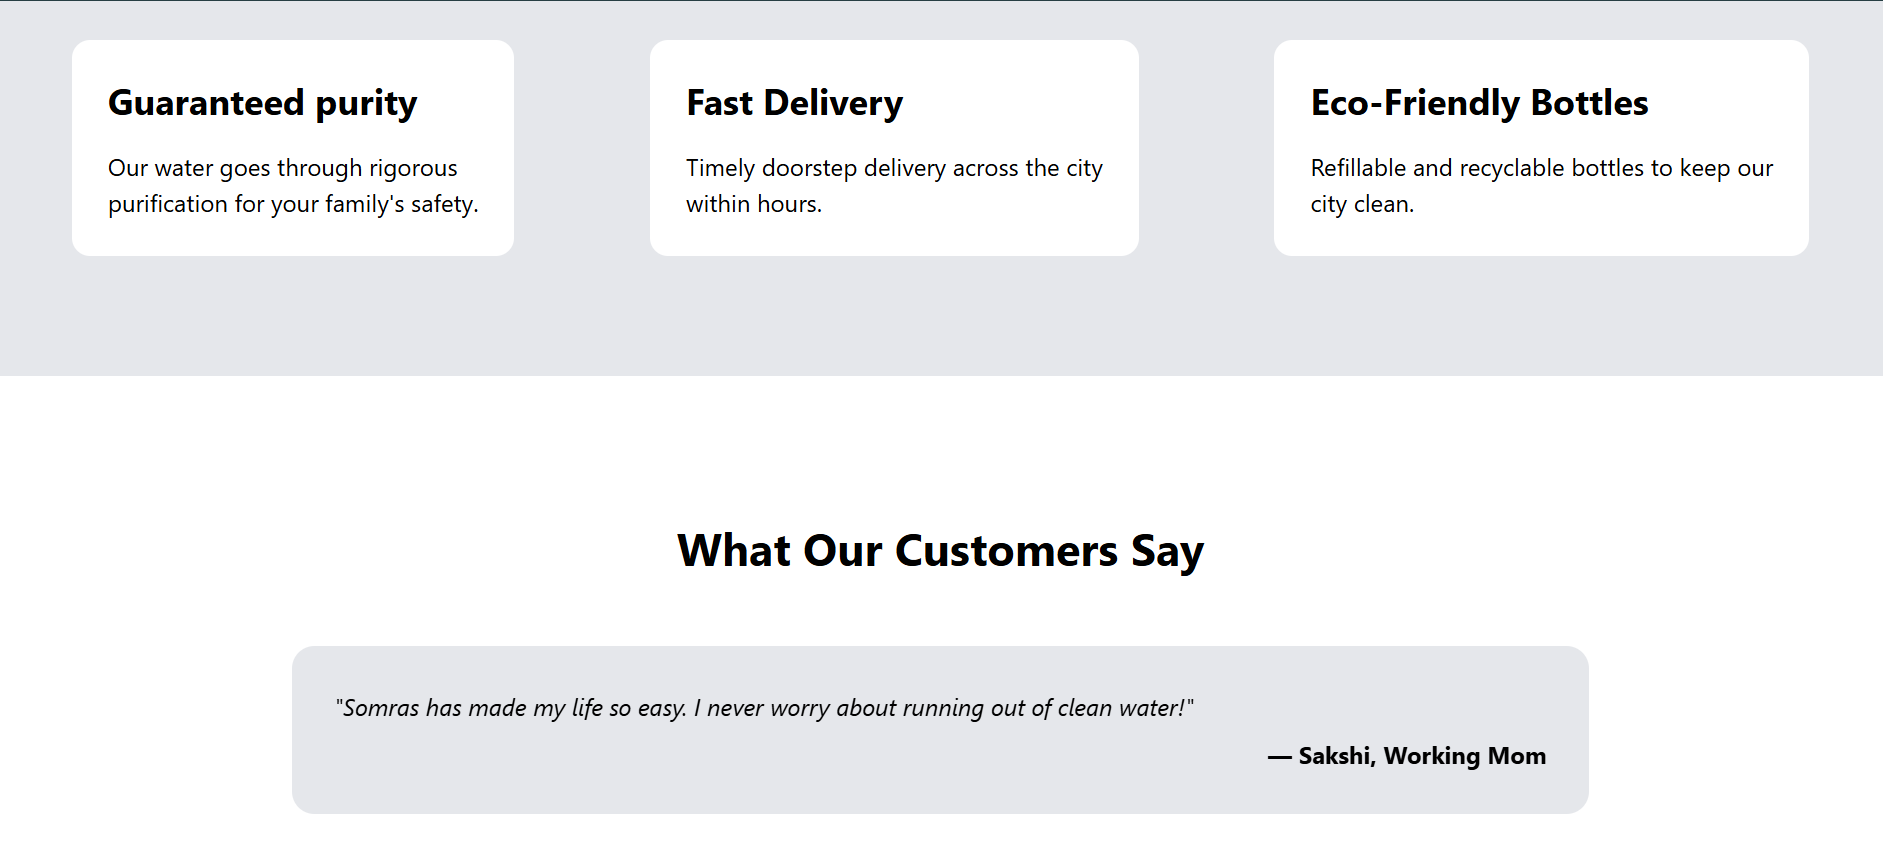 Guaranteed purity
Our water goes through rigorous
purification for your family's safety.
Fast Delivery
Timely doorstep delivery across the city
within hours.
Eco-Friendly Bottles
Refillable and recyclable bottles to keep our
city clean.
What Our Customers Say
"Somras has made my life so easy. I never worry about running out of clean water!"
— Sakshi, Working Mom